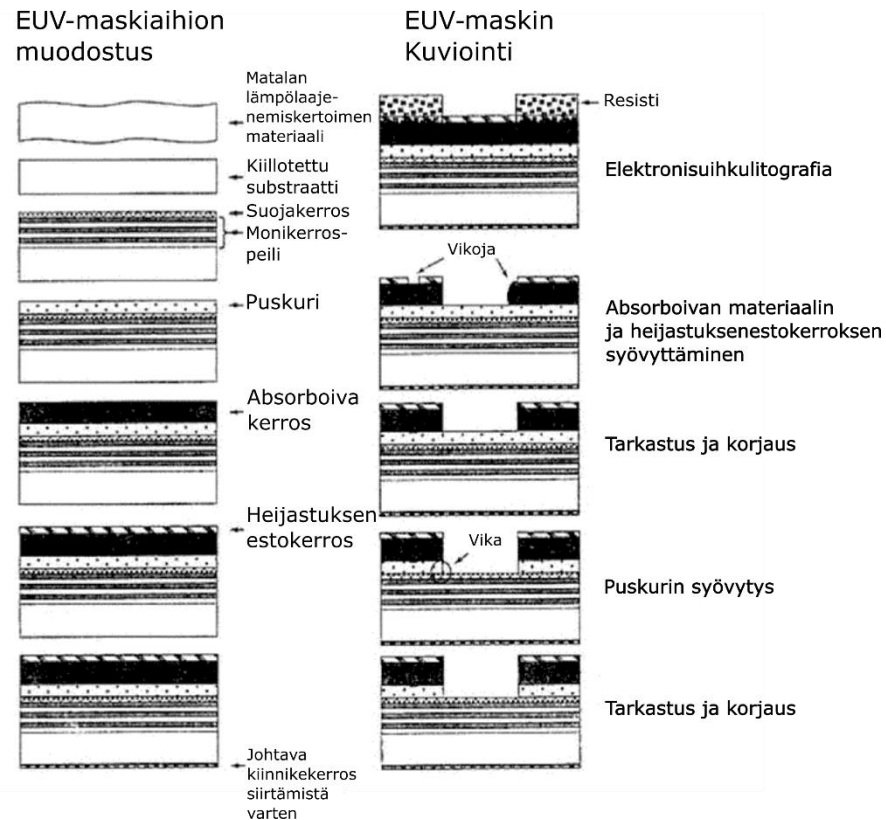 EUV-maskiaihion
muodostus
Matalan
lämpölaaje-
nemiskertoimen
materiaali
Kiillotettu
substraatti
Suojakerros
Monikerros-
peili
Puskuri
Absorboiva
kerros
Heijastuksen
estokerros
Johtava
kiinnikekerros
siirtämistä
varten
EUV-maskin
Kuviointi
Resisti
Elektronisuihkulitografia
Vikoja
Absorboivan materiaalin
ja heijastuksenestokerroksen
syövyttäminen
Tarkastus ja korjaus
Vika
Puskurin syövytys
Tarkastus ja korjaus